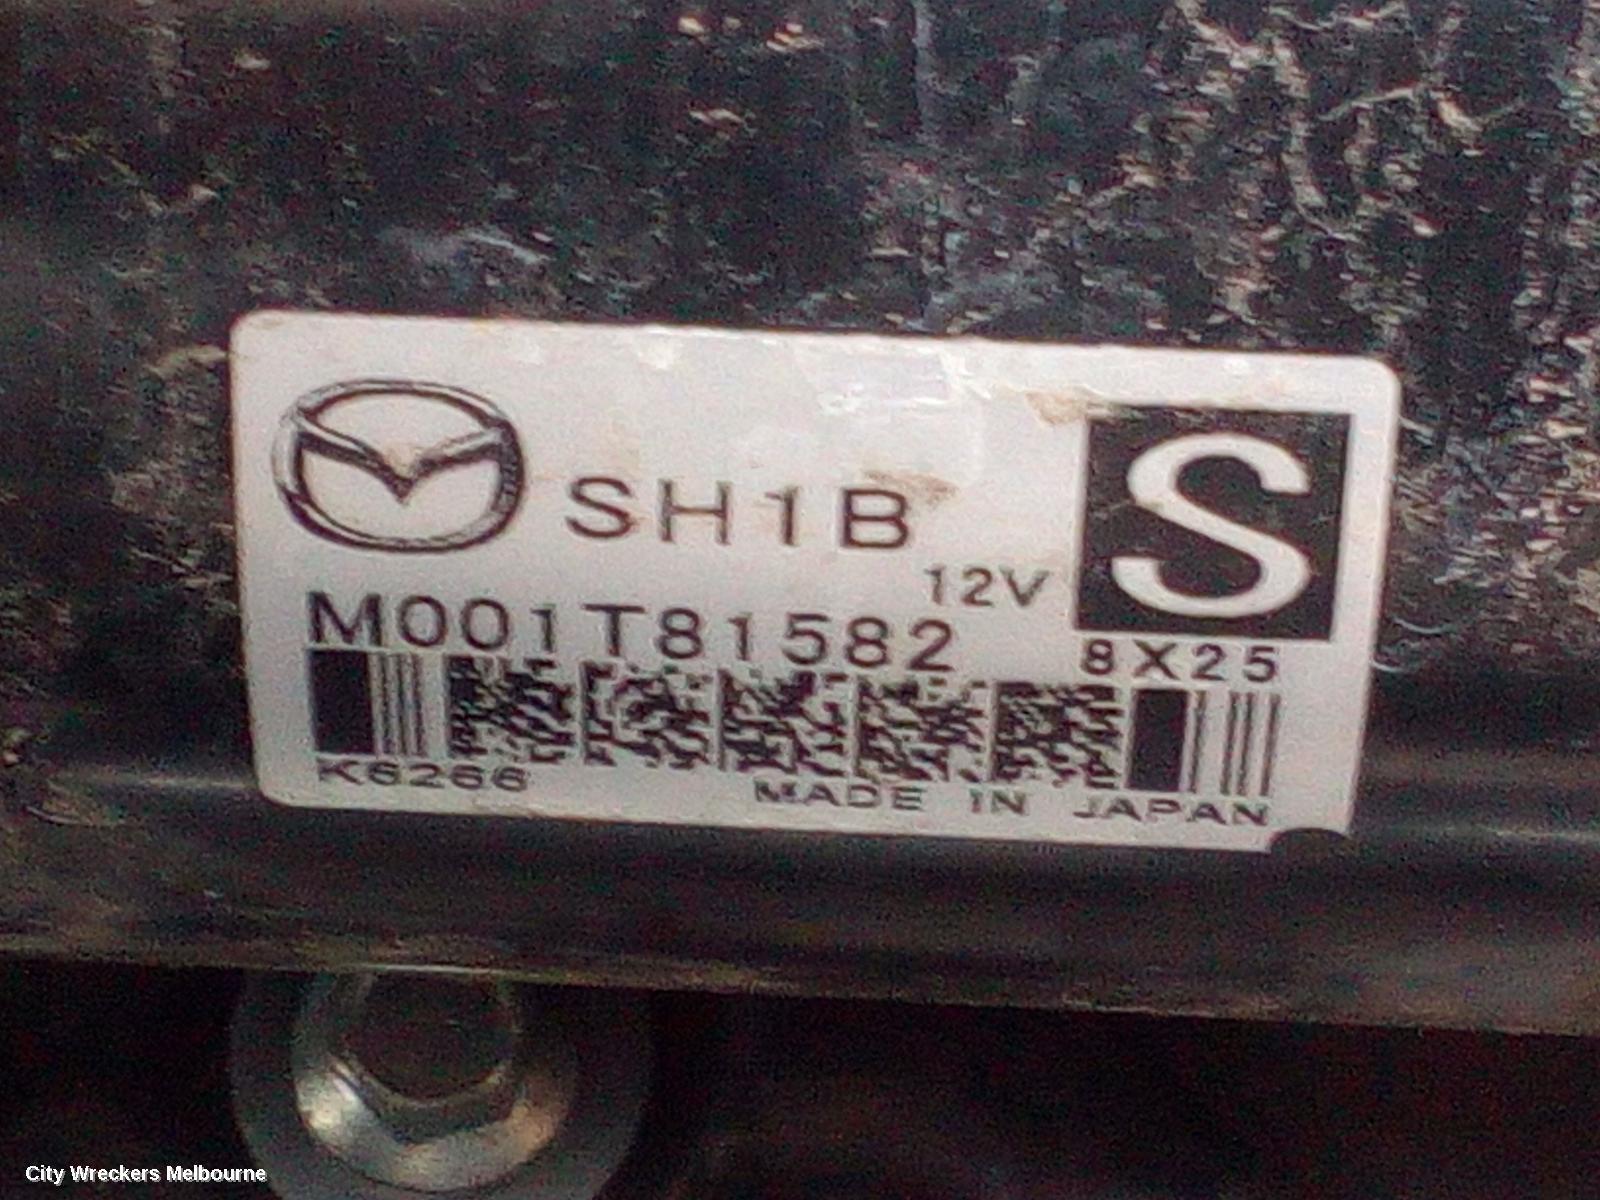 SH1B
S
12V
M001T81582
8X25
K6266
MADE IN JAPAN
City Wreckers Melbourne